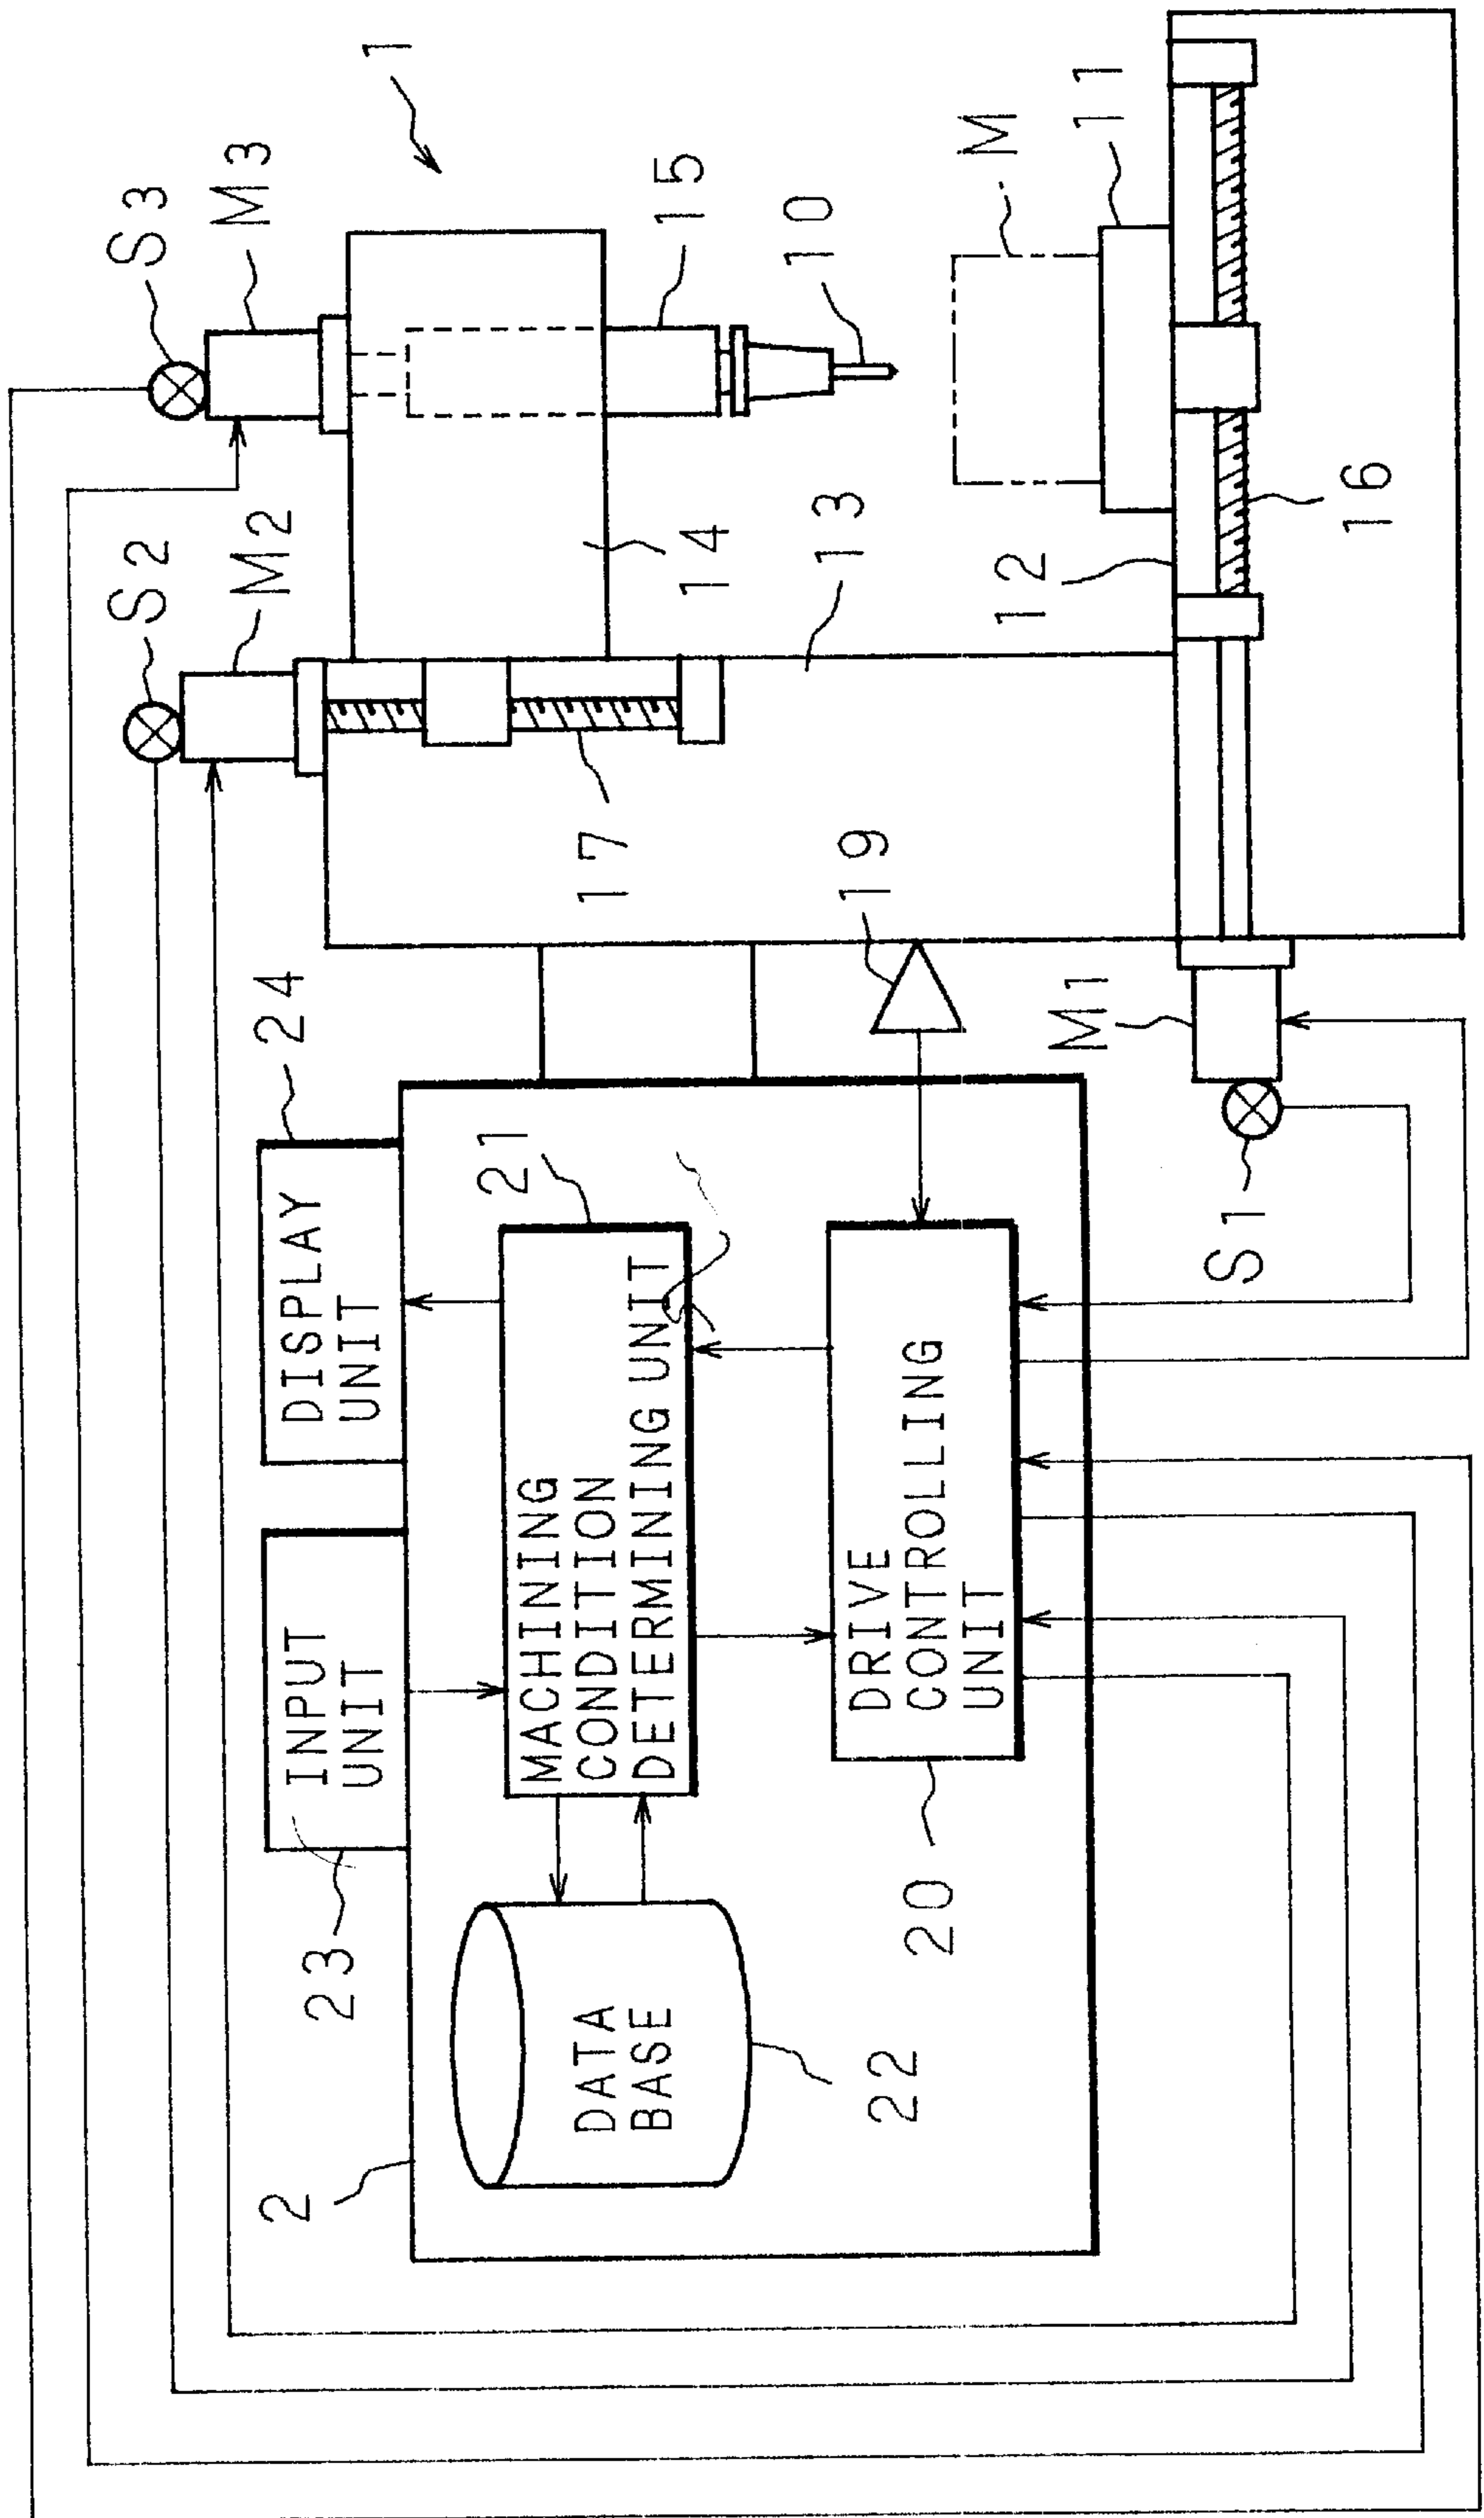 1
S3
M3
15
10
M
11
S2
M2
14
13
12
16
17
19
24
M1
DISPLAY
UNIT
21
S1
INPUT
UNIT
MACHINING
CONDITION
DETERMINING UNIT
DRIVE
CONTROLLING
UNIT
23
20
DATA
BASE
22
2